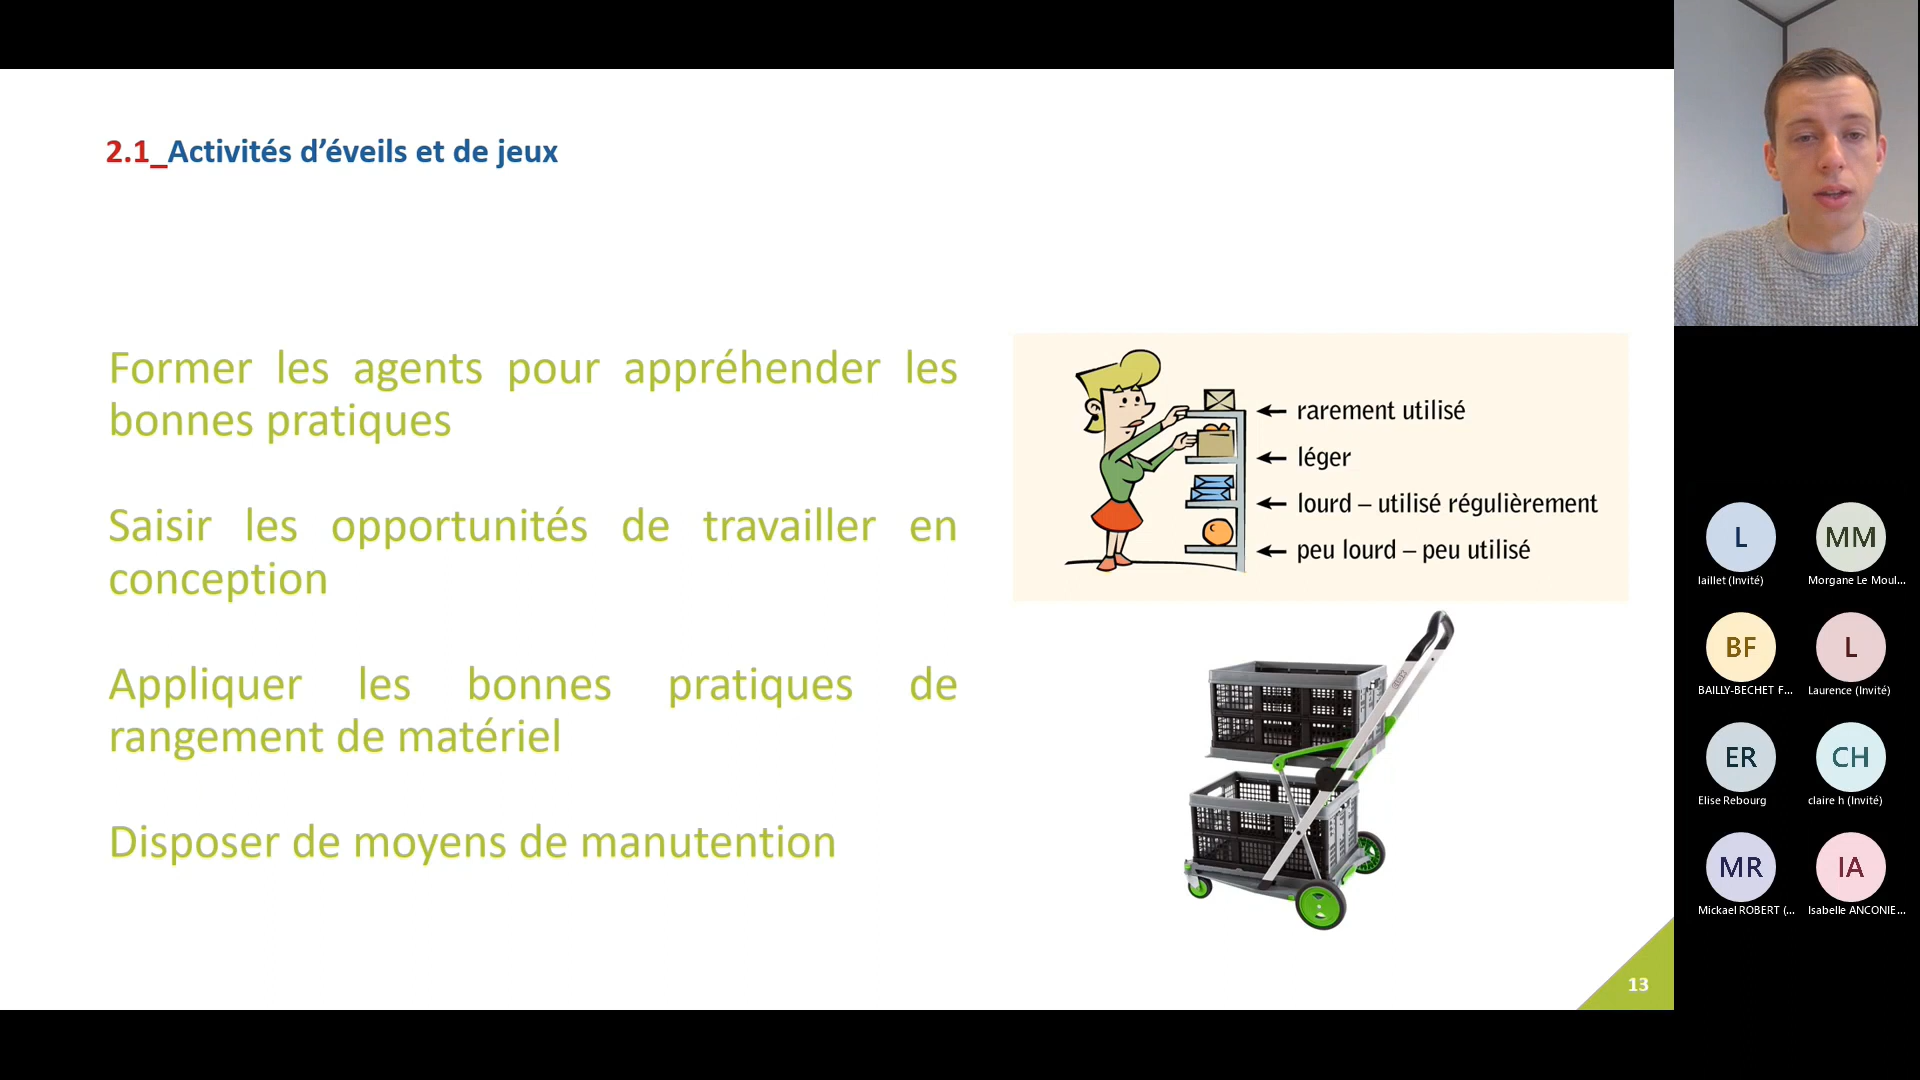 2.1_Activités d’éveils et de jeux
Former les agents pour appréhender les
bonnes pratiques
Saisir les opportunités de travailler en
conception
Appliquer les bonnes pratiques de
rangement de matériel
Disposer de moyens de manutention
rarement utilisé
léger
lourd – utilisé régulièrement
peu lourd – peu utilisé
13
L
MM
laillet (Invité)
Morgane Le Moul...
BF
L
BAILLY-BECHET F...
Laurence (Invité)
ER
CH
Elise Rebourg
claire h (Invité)
MR
IA
Mickael ROBERT (...
Isabelle ANCONIE...